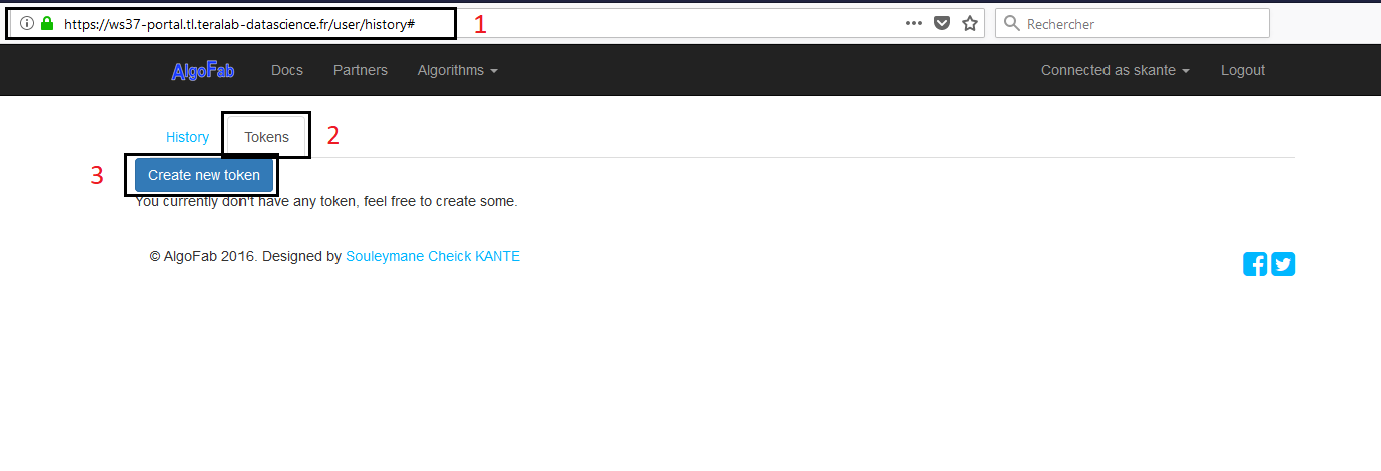 https://ws37-portal.tl.teralab-datascience.fr/user/history# 1 Rechercher
AlgoFab Docs Partners Algorithms Connected as skante Logout
History Tokens 2
3 Create new token
You currently don't have any token, feel free to create some.
© AlgoFab 2016. Designed by Souleymane Cheick KANTE